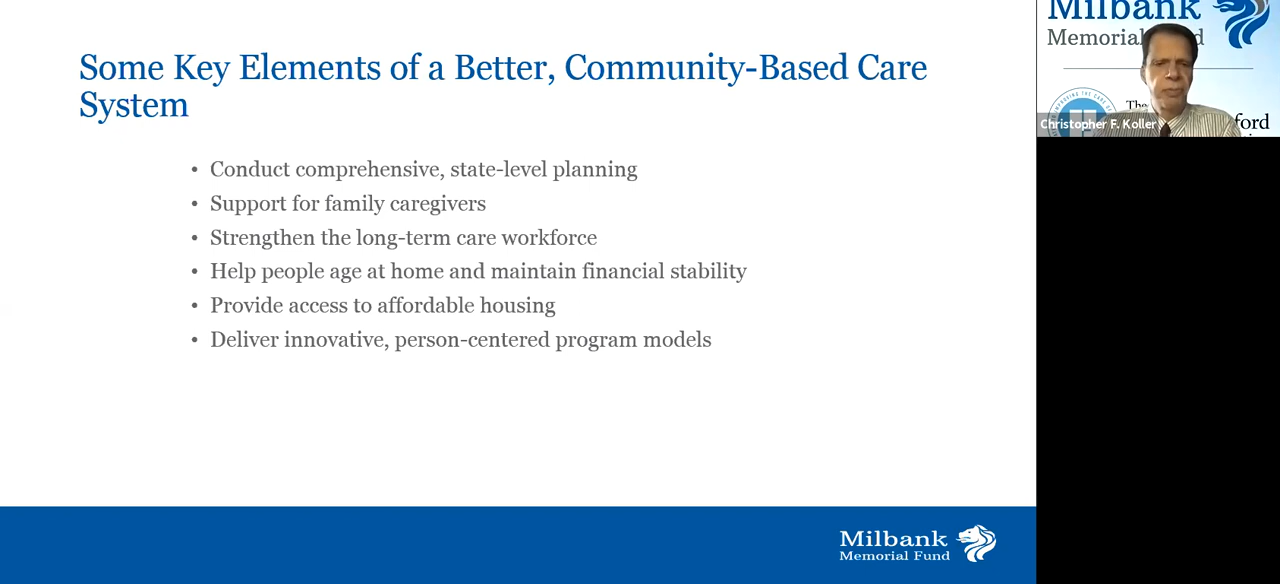 Some Key Elements of a Better, Community-Based Care
System
• Conduct comprehensive, state-level planning
• Support for family caregivers
• Strengthen the long-term care workforce
• Help people age at home and maintain financial stability
• Provide access to affordable housing
• Deliver innovative, person-centered program models
Milbank
Memorial Fund
Milbank
Memorial
The
Christopher F. Koller